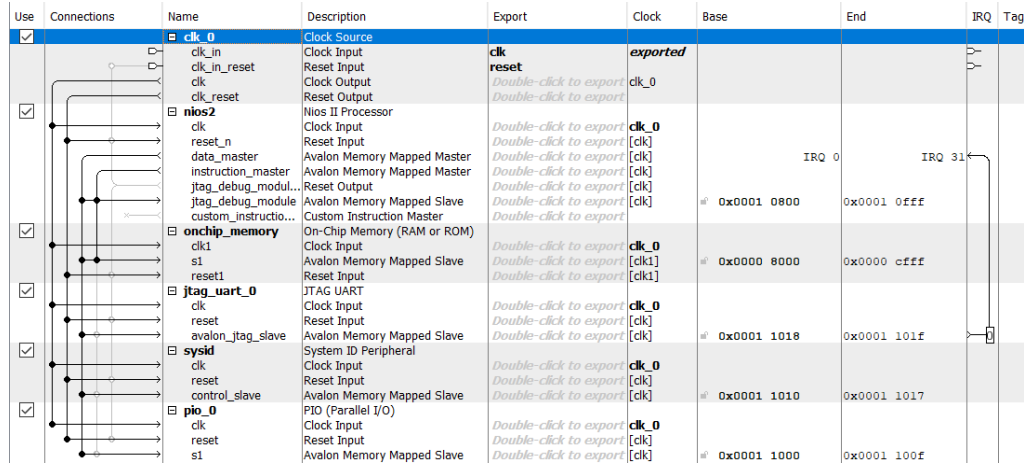 Use Connections Name Description Export Clock Base End IRQ Tag
clk_0 Clock Source
clk_in Clock Input clk exported
clk_in_reset Reset Input reset
clk Clock Output Double-click to export clk_0
clk_reset Reset Output Double-click to export
nios2 Nios II Processor
clk Clock Input Double-click to export clk_0
reset_n Reset Input Double-click to export [clk]
data_master Avalon Memory Mapped Master Double-click to export [clk] IRQ 0 IRQ 31
instruction_master Avalon Memory Mapped Master Double-click to export [clk]
jtag_debug_modul... Reset Output Double-click to export [clk]
jtag_debug_module Avalon Memory Mapped Slave Double-click to export [clk] 0x0001 0800 0x0001 0fff
custom_instructio... Custom Instruction Master Double-click to export
onchip_memory On-Chip Memory (RAM or ROM)
clk1 Clock Input Double-click to export clk_0
s1 Avalon Memory Mapped Slave Double-click to export [clk1] 0x0000 8000 0x0000 cfff
reset1 Reset Input Double-click to export [clk1]
jtag_uart_0 JTAG UART
clk Clock Input Double-click to export clk_0
reset Reset Input Double-click to export [clk]
avalon_jtag_slave Avalon Memory Mapped Slave Double-click to export [clk] 0x0001 1018 0x0001 101f 0
sysid System ID Peripheral
clk Clock Input Double-click to export clk_0
reset Reset Input Double-click to export [clk]
control_slave Avalon Memory Mapped Slave Double-click to export [clk] 0x0001 1010 0x0001 1017
pio_0 PIO (Parallel I/O)
clk Clock Input Double-click to export clk_0
reset Reset Input Double-click to export [clk]
s1 Avalon Memory Mapped Slave Double-click to export [clk] 0x0001 1000 0x0001 100f